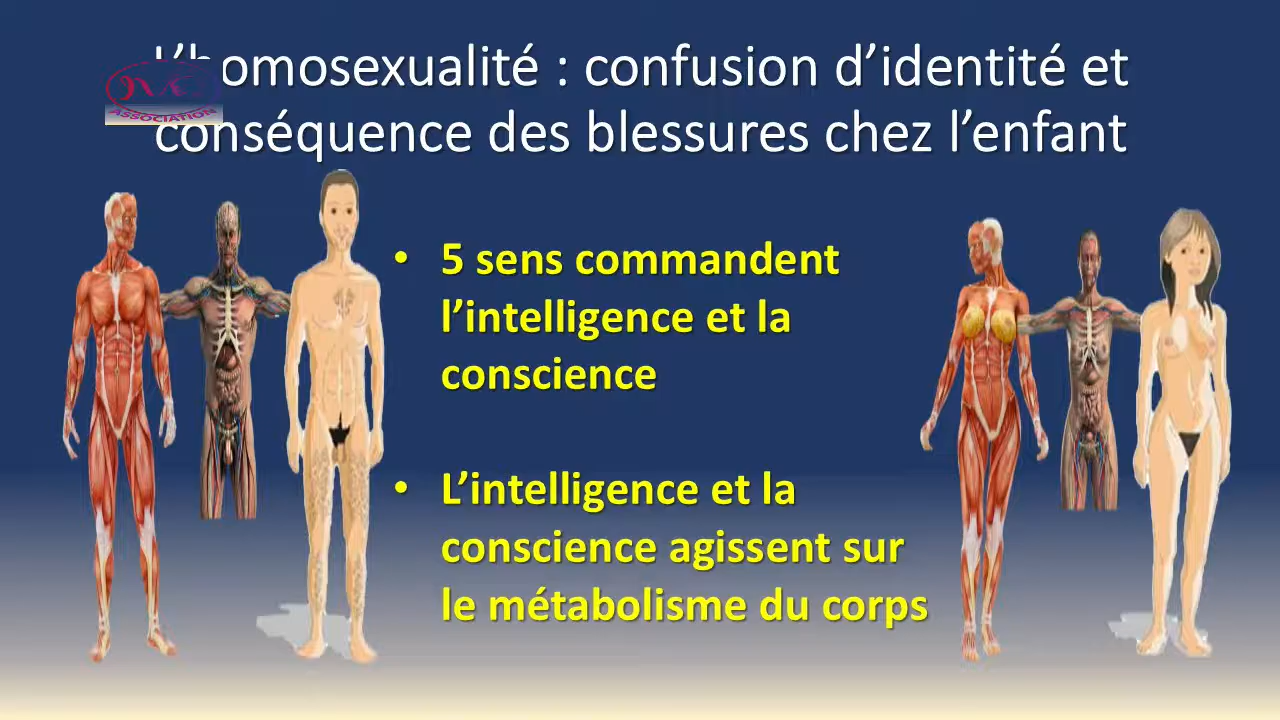 L’homosexualité : confusion d’identité et
conséquence des blessures chez l’enfant
ASSOCIATION
• 5 sens commandent
l’intelligence et la
conscience
• L’intelligence et la
conscience agissent sur
le métabolisme du corps